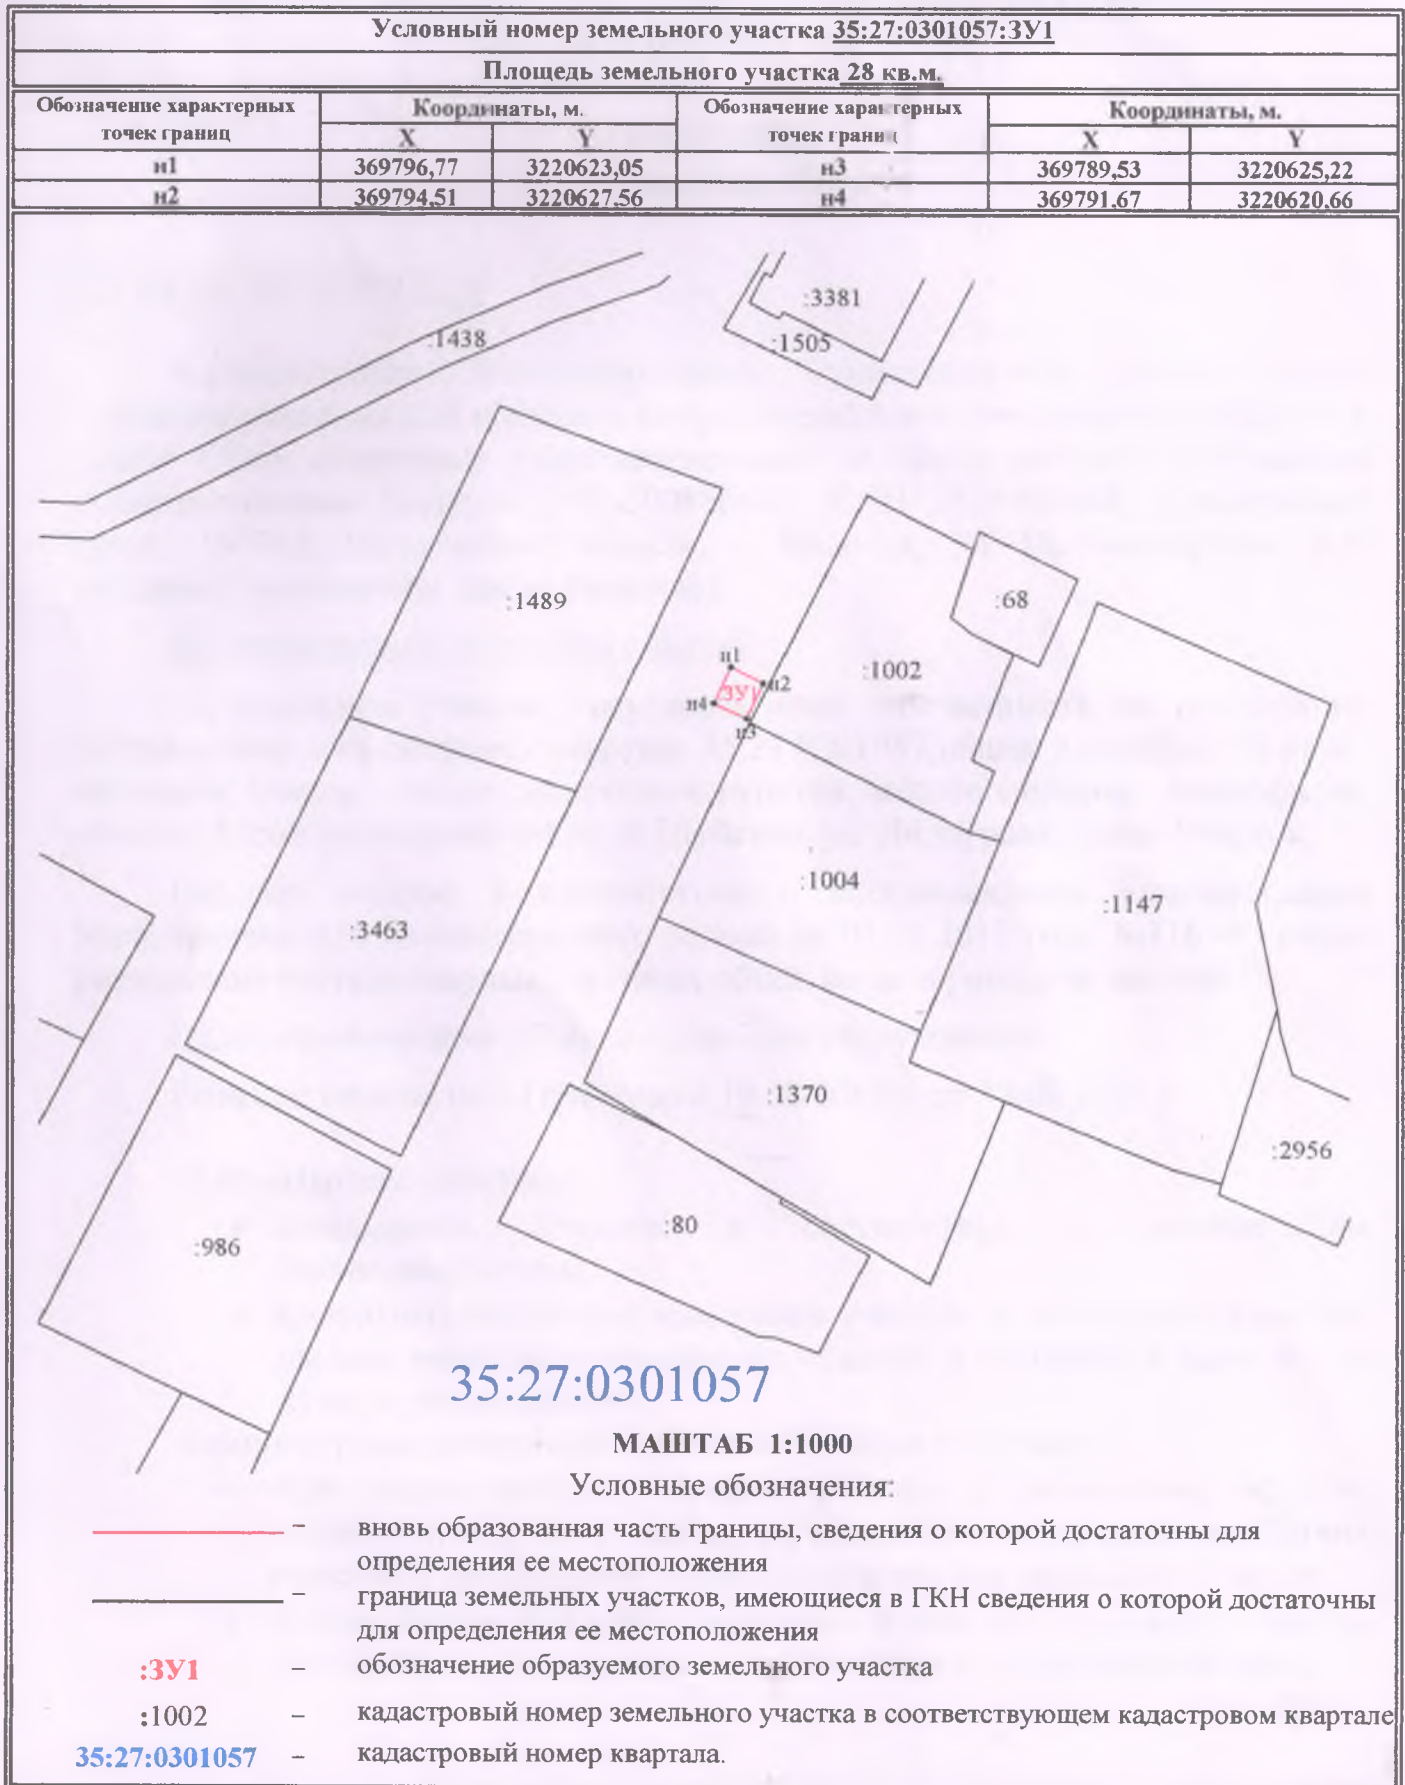 Условный номер земельного участка 35:27:0301057:ЗУ1
Площедь земельного участка 28 кв.м.
Обозначение характерных точек границ
Координаты, м.
X Y
Обозначение характерных точек границ
Координаты, м.
X Y
н1 369796,77 3220623,05 н3 369789,53 3220625,22
н2 369794,51 3220627,56 н4 369791,67 3220620,66
:3381
:1438
:1505
:1489
:68
н1
:1002
н2
ЗУ1
н4
н3
:1004
:1147
:3463
:1370
:2956
:80
:986
35:27:0301057
МАШТАБ 1:1000
Условные обозначения:
– вновь образованная часть границы, сведения о которой достаточны для
определения ее местоположения
– граница земельных участков, имеющиеся в ГКН сведения о которой достаточны
для определения ее местоположения
:ЗУ1 – обозначение образуемого земельного участка
:1002 – кадастровый номер земельного участка в соответствующем кадастровом квартале
35:27:0301057 – кадастровый номер квартала.